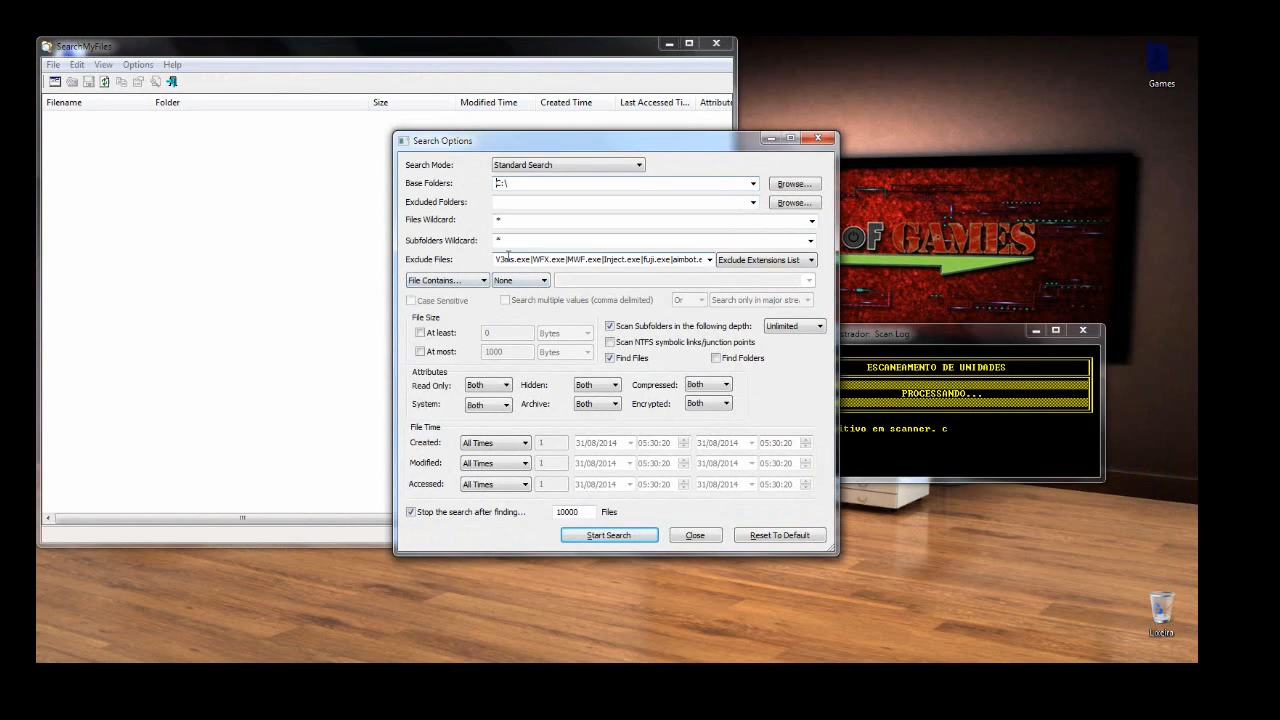 SearchMyFiles
File Edit View Options Help
Filename Folder Size Modified Time Created Time Last Accessed Ti... Attribut
Games
Search Options
Search Mode: Standard Search
Base Folders: C:\ Browse...
Excluded Folders: Browse...
Files Wildcard: *
Subfolders Wildcard: *
Exclude Files: V3ms.exe|WFX.exe|MWF.exe|Inject.exe|fuji.exe|aimbot.e Exclude Extensions List
File Contains... None
Case Sensitive Search multiple values (comma delimited) Or Search only in major stre
File Size
At least: 0 Bytes
At most: 1000 Bytes
Scan Subfolders in the following depth: Unlimited
Scan NTFS symbolic links/junction points
Find Files Find Folders
Attributes
Read Only: Both Hidden: Both Compressed: Both
System: Both Archive: Both Encrypted: Both
File Time
Created: All Times 1 31/08/2014 05:30:20 31/08/2014 05:30:20
Modified: All Times 1 31/08/2014 05:30:20 31/08/2014 05:30:20
Accessed: All Times 1 31/08/2014 05:30:20 31/08/2014 05:30:20
Stop the search after finding... 10000 Files
Start Search Close Reset To Default
OF GAMES
strador: Scan Log
ESCANEAMENTO DE UNIDADES
PROCESSANDO...
itivo em scanner. c
Lixeira